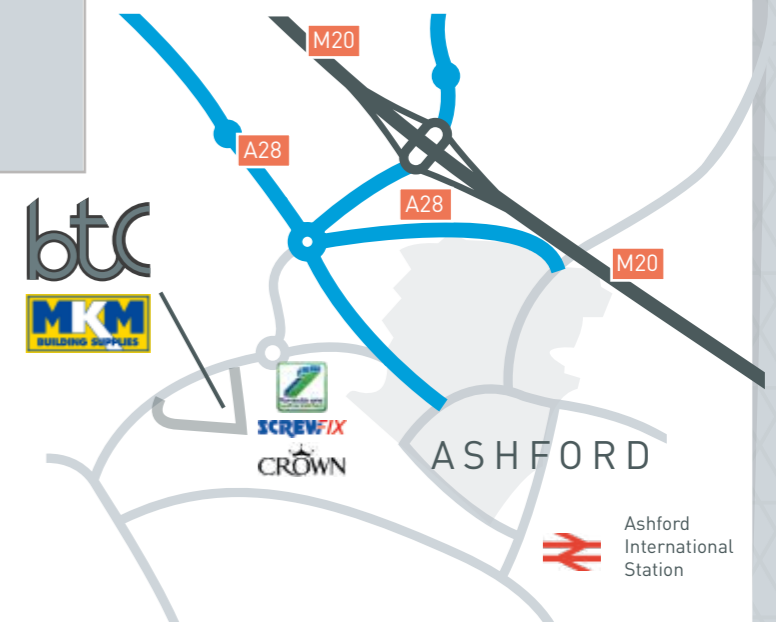 M20
A28
A28
M20
btc
MKM
BUILDING SUPPLIES
SCREWFIX
CROWN
ASHFORD
Ashford
International
Station